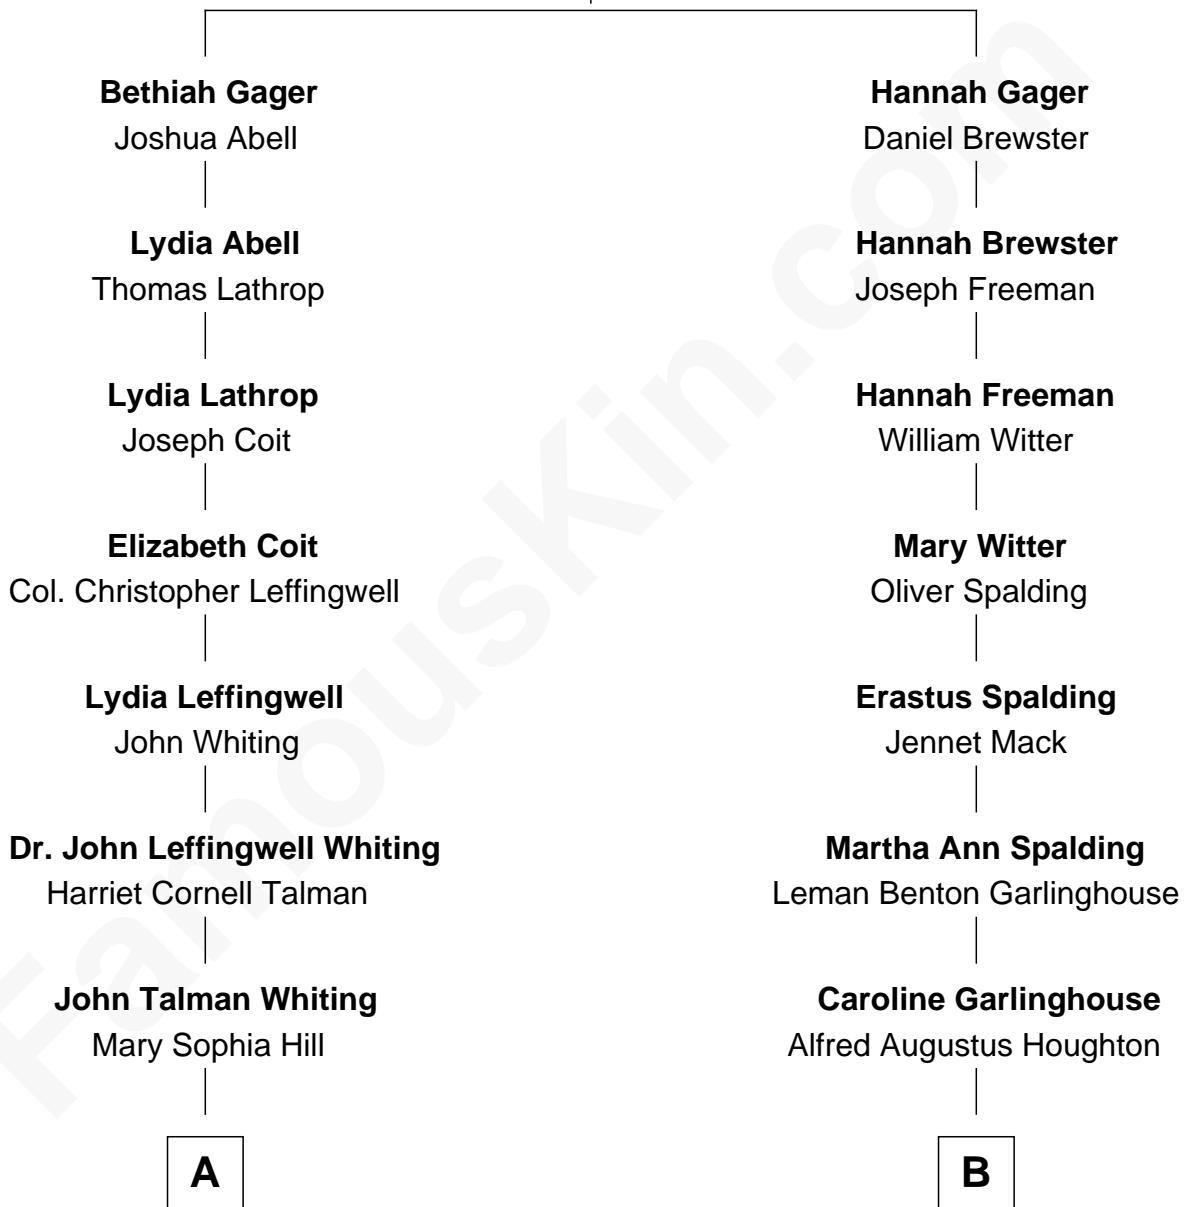 Bethiah Gager
Joshua Abell
Lydia Abell
Thomas Lathrop
Lydia Lathrop
Joseph Coit
Elizabeth Coit
Col. Christopher Leffingwell
Lydia Leffingwell
John Whiting
Dr. John Leffingwell Whiting
Harriet Cornell Talman
John Talman Whiting
Mary Sophia Hill
A
Hannah Gager
Daniel Brewster
Hannah Brewster
Joseph Freeman
Hannah Freeman
William Witter
Mary Witter
Oliver Spalding
Erastus Spalding
Jennet Mack
Martha Ann Spalding
Leman Benton Garlinghouse
Caroline Garlinghouse
Alfred Augustus Houghton
B
FamousKin.com